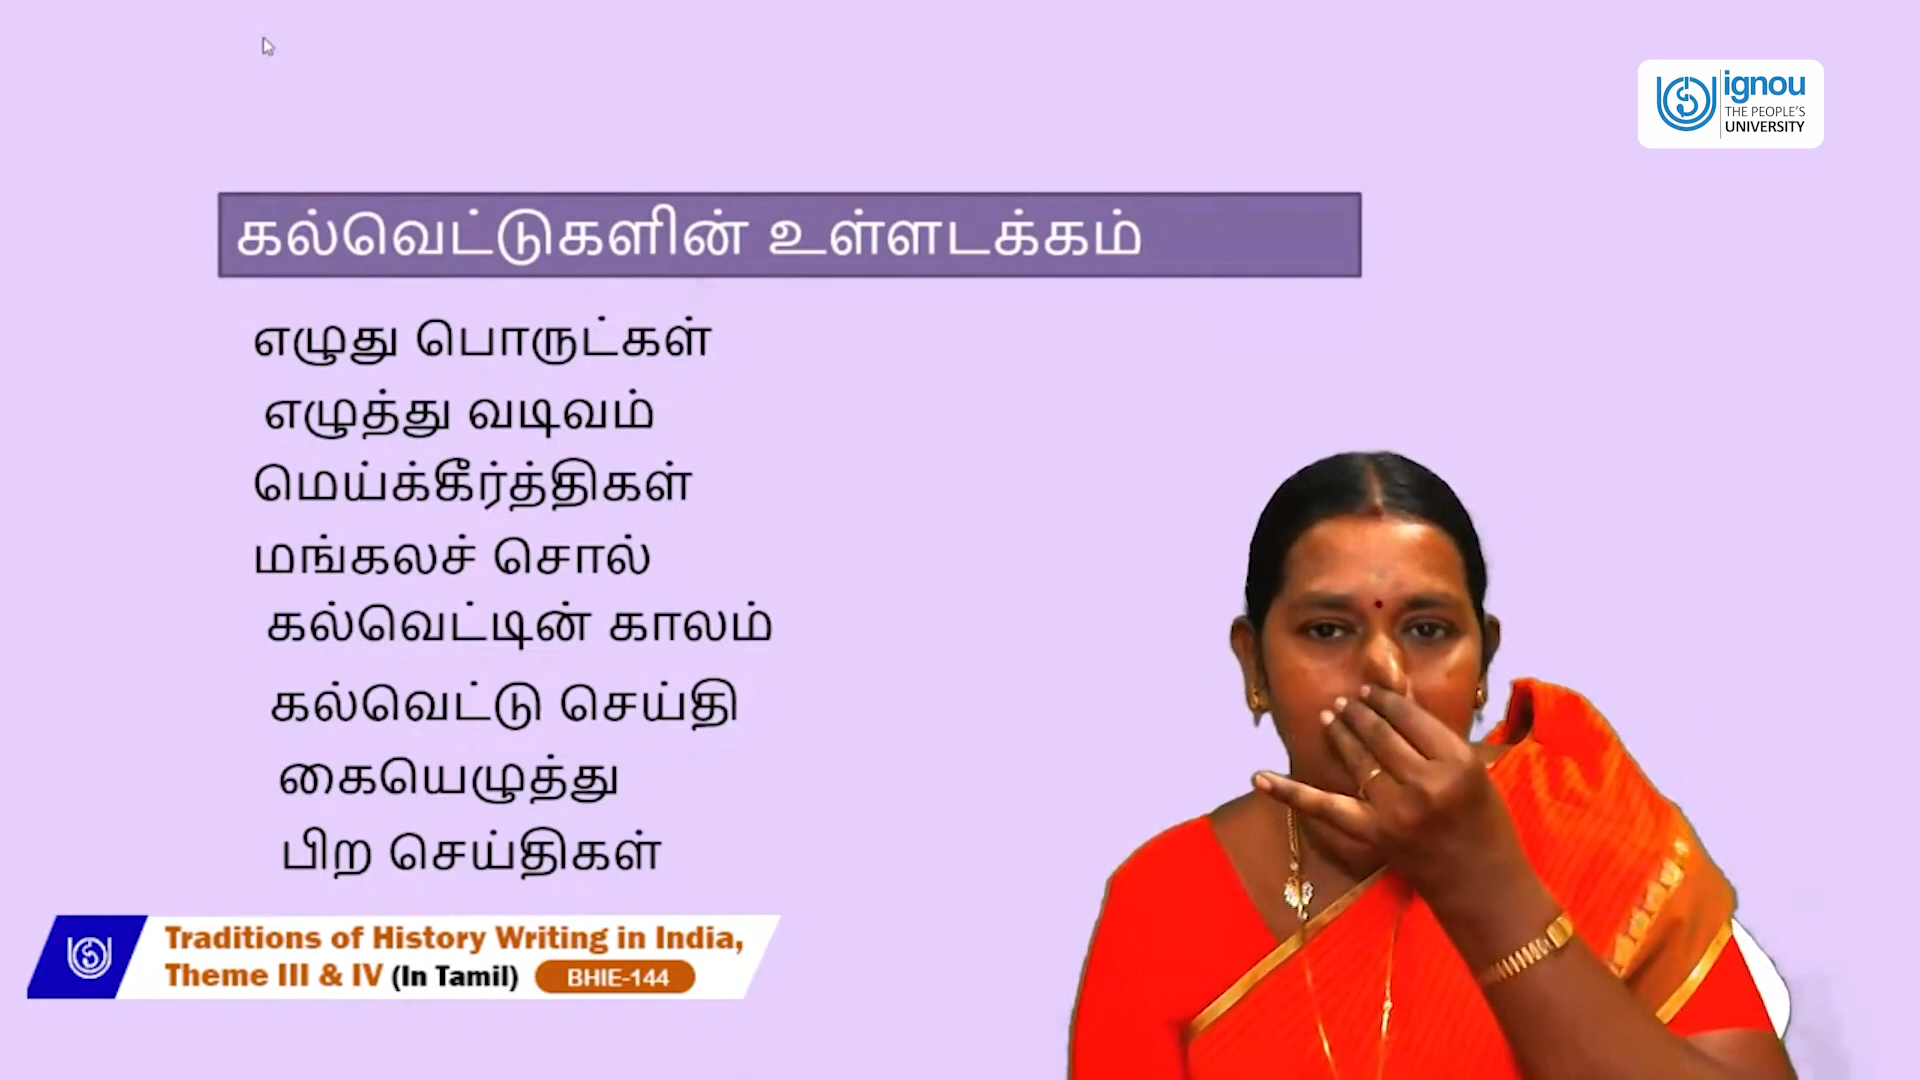 ignou
THE PEOPLE'S
UNIVERSITY
கல்வெட்டுகளின் உள்ளடக்கம்
எழுது பொருட்கள்
எழுத்து வடிவம்
மெய்க்கீர்த்திகள்
மங்கலச் சொல்
கல்வெட்டின் காலம்
கல்வெட்டு செய்தி
கையெழுத்து
பிற செய்திகள்
Traditions of History Writing in India,
Theme III & IV (In Tamil) BHIE-144